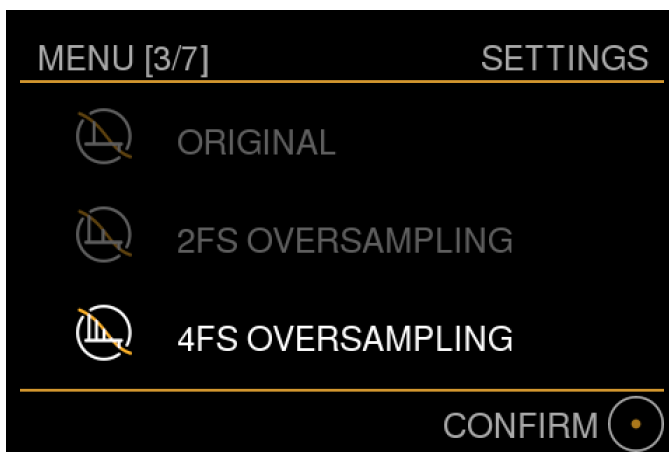 MENU [3/7] SETTINGS
ORIGINAL
2FS OVERSAMPLING
4FS OVERSAMPLING
CONFIRM